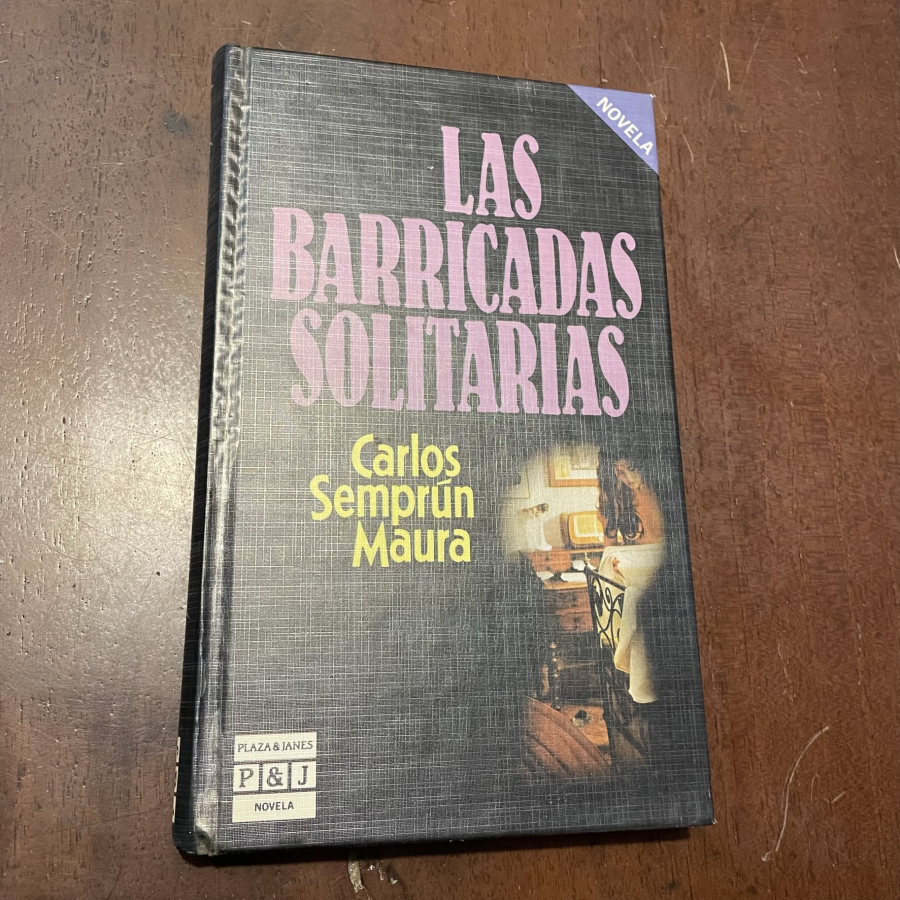 NOVELA
LAS
BARRICADAS
SOLITARIAS
Carlos
Semprún
Maura
PLAZA & JANES
P & J
NOVELA